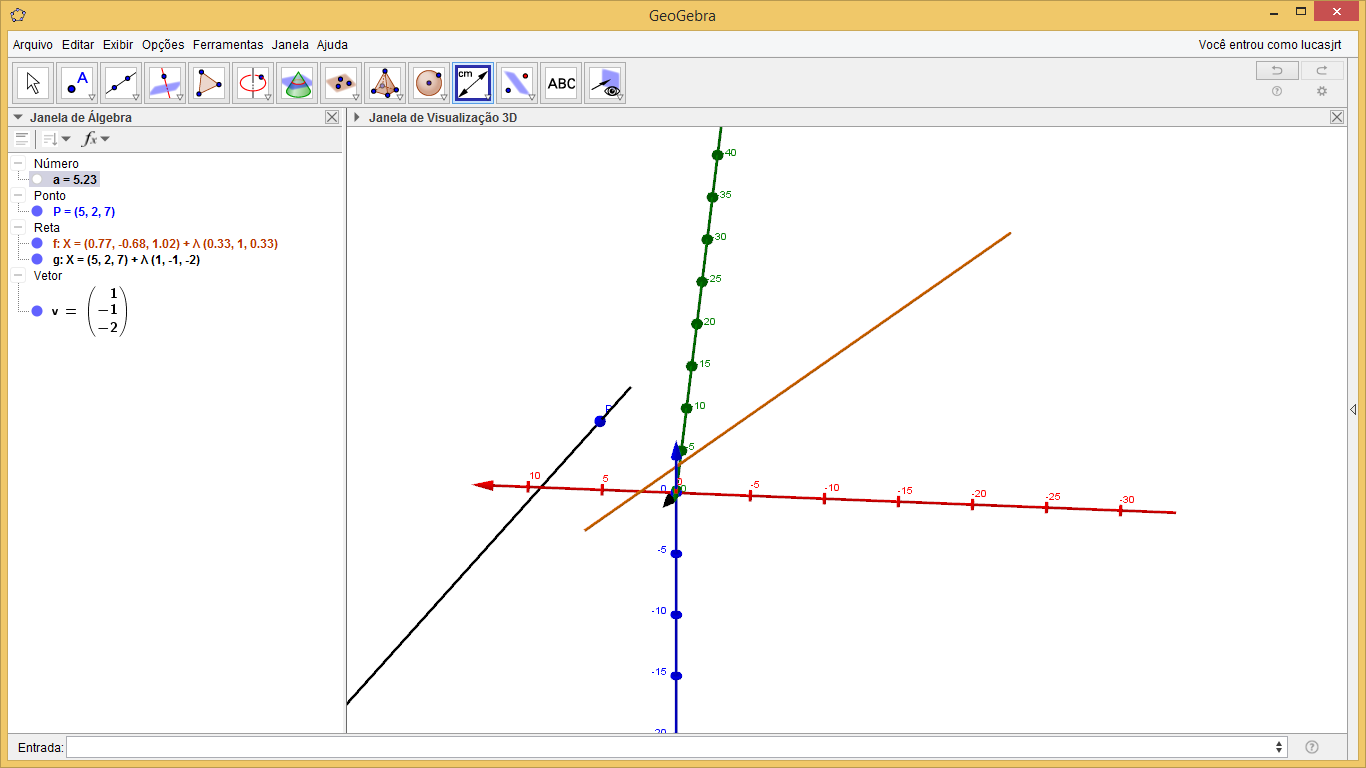 GeoGebra
Arquivo Editar Exibir Opções Ferramentas Janela Ajuda
Você entrou como lucasjrt
A
cm
ABC
Janela de Álgebra
Janela de Visualização 3D
fx
Número
a = 5.23
Ponto
P = (5, 2, 7)
Reta
f: X = (0.77, -0.68, 1.02) + λ (0.33, 1, 0.33)
g: X = (5, 2, 7) + λ (1, -1, -2)
Vetor
v = 
1
−1
−2
40
35
30
25
20
15
10
5
P
10
5
0
-5
-10
-15
-20
-25
-30
-5
-10
-15
-20
Entrada: